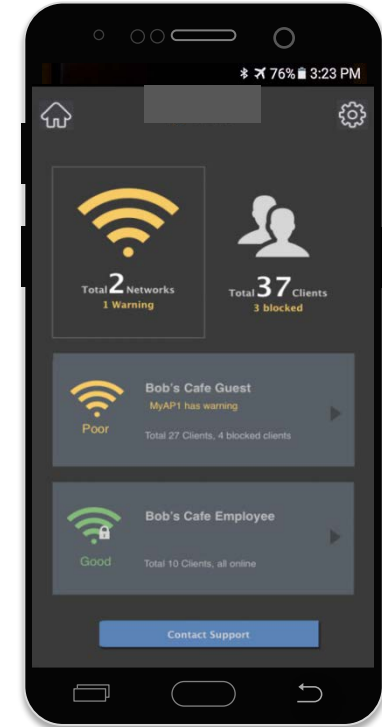 76% 3:23 PM
Total 2 Networks
1 Warning
Total 37 Clients
3 blocked
Bob's Cafe Guest
MyAP1 has warning
Poor
Total 27 Clients, 4 blocked clients
Bob's Cafe Employee
Good
Total 10 Clients, all online
Contact Support